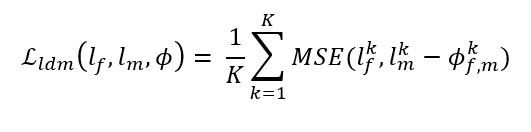 ℒ_{ldm}(l_f, l_m, ϕ) = \frac{1}{K} \sum_{k=1}^{K} MSE(l_f^k, l_m^k − ϕ_{f,m}^k)